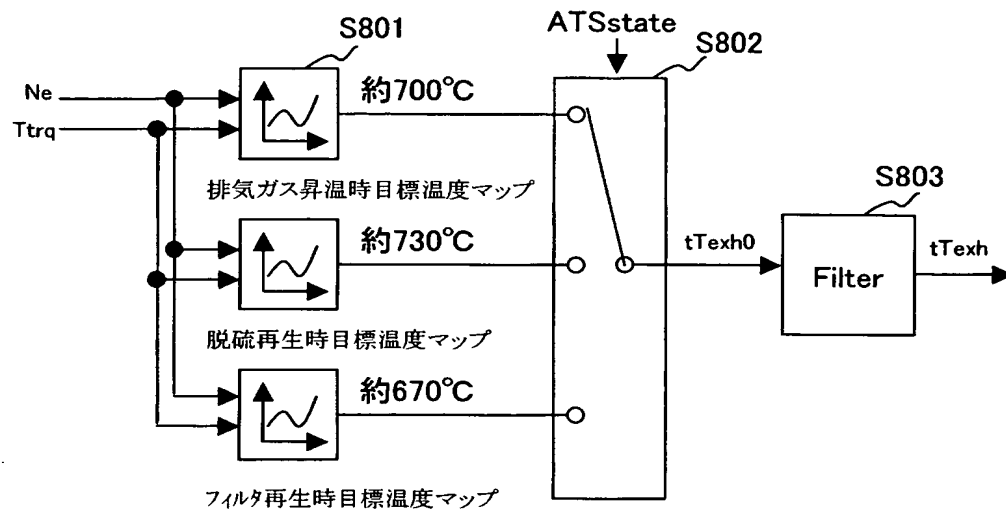 ATSstate
S801
S802
Ne
Ttrq
約700℃
排気ガス昇温時目標温度マップ
S803
約730℃
tTexh0
Filter
tTexh
脱硫再生時目標温度マップ
約670℃
フィルタ再生時目標温度マップ